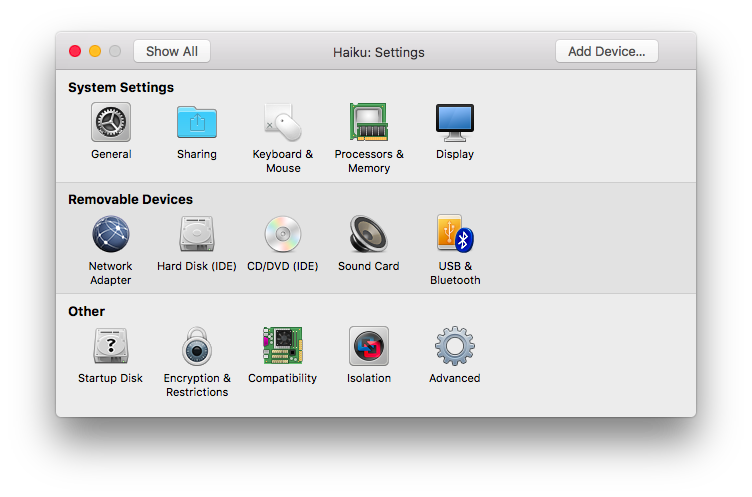 Show All
Haiku: Settings
Add Device...
System Settings
General
Sharing
Keyboard &
Mouse
Processors &
Memory
Display
Removable Devices
Network
Adapter
Hard Disk (IDE)
CD/DVD (IDE)
Sound Card
USB &
Bluetooth
Other
?
Startup Disk
Encryption &
Restrictions
Compatibility
Isolation
Advanced